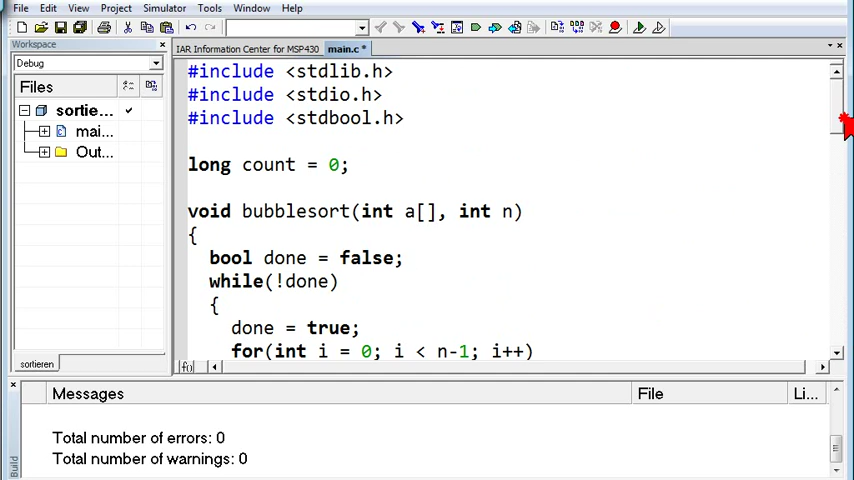 File Edit View Project Simulator Tools Window Help
Workspace
IAR Information Center for MSP430 main.c *
Debug
Files
sortie...
mai...
Out...
sortieren
#include <stdlib.h>
#include <stdio.h>
#include <stdbool.h>
long count = 0;
void bubblesort(int a[], int n)
{
bool done = false;
while(!done)
{
done = true;
for(int i = 0; i < n-1; i++)
f()
Messages File Li...
Total number of errors: 0
Total number of warnings: 0
Build